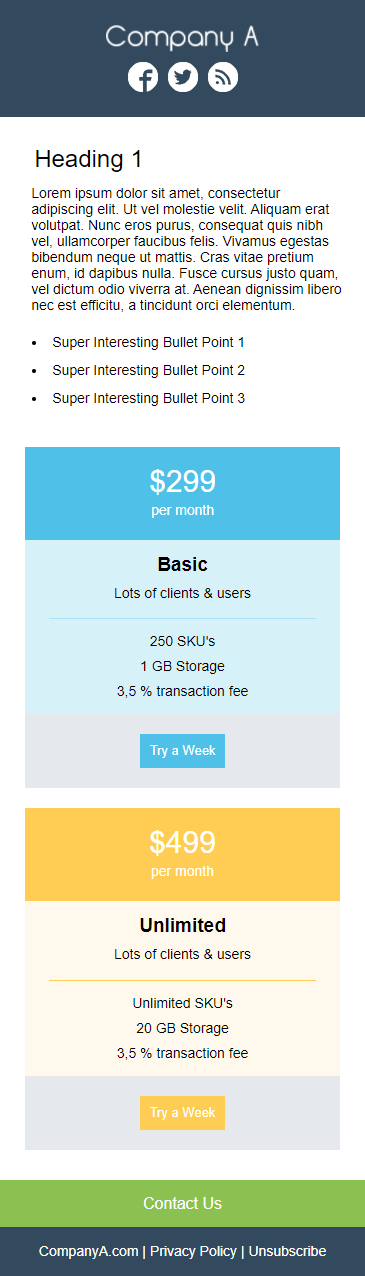 Company A
Heading 1
Lorem ipsum dolor sit amet, consectetur
adipiscing elit. Ut vel molestie velit. Aliquam erat
volutpat. Nunc eros purus, consequat quis nibh
vel, ullamcorper faucibus felis. Vivamus egestas
bibendum neque ut mattis. Cras vitae pretium
enum, id dapibus nulla. Fusce cursus justo quam,
vel dictum odio viverra at. Aenean dignissim libero
nec est efficitu, a tincidunt orci elementum.
• Super Interesting Bullet Point 1
• Super Interesting Bullet Point 2
• Super Interesting Bullet Point 3
$299
per month
Basic
Lots of clients & users
250 SKU's
1 GB Storage
3,5 % transaction fee
Try a Week
$499
per month
Unlimited
Lots of clients & users
Unlimited SKU's
20 GB Storage
3,5 % transaction fee
Try a Week
Contact Us
CompanyA.com | Privacy Policy | Unsubscribe